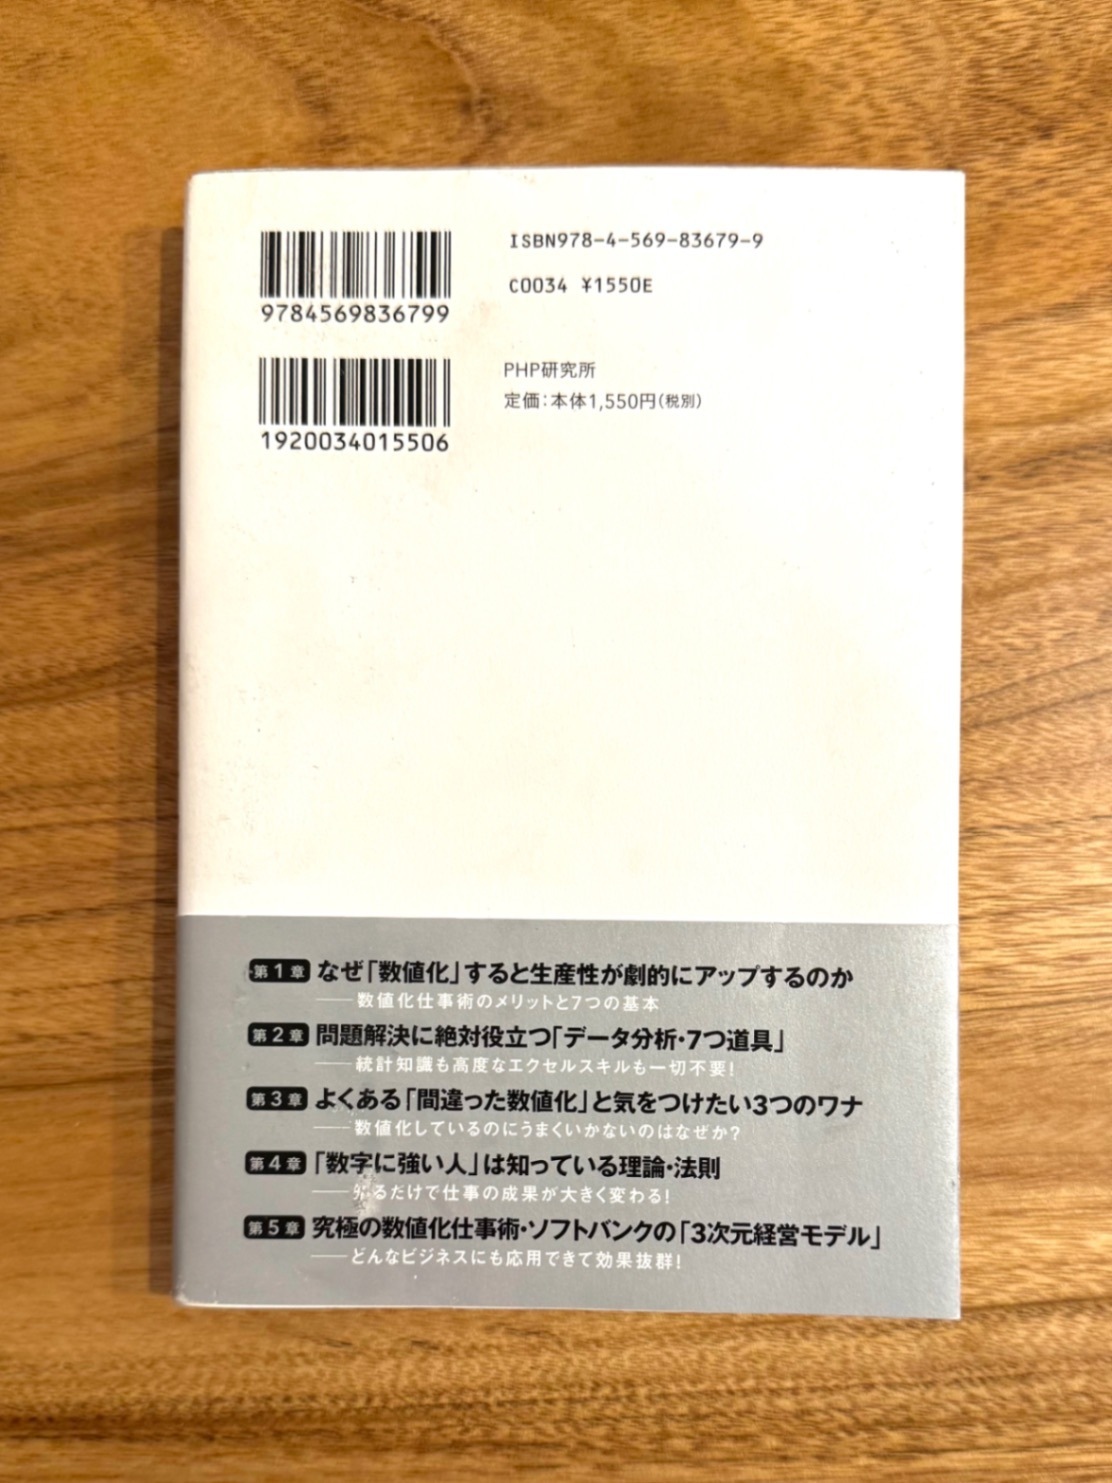 ISBN978-4-569-83679-9
C0034 ¥1550E
9784569836799
PHP研究所
定価:本体1,550円(税別)
1920034015506
第1章 なぜ「数値化」すると生産性が劇的にアップするのか
——数値化仕事術のメリットと7つの基本
第2章 問題解決に絶対役立つ「データ分析・7つ道具」
——統計知識も高度なエクセルスキルも一切不要!
第3章 よくある「間違った数値化」と気をつけたい3つのワナ
——数値化しているのにうまくいかないのはなぜか?
第4章 「数字に強い人」は知っている理論・法則
——知るだけで仕事の成果が大きく変わる!
第5章 究極の数値化仕事術・ソフトバンクの「3次元経営モデル」
——どんなビジネスにも応用できて効果抜群!